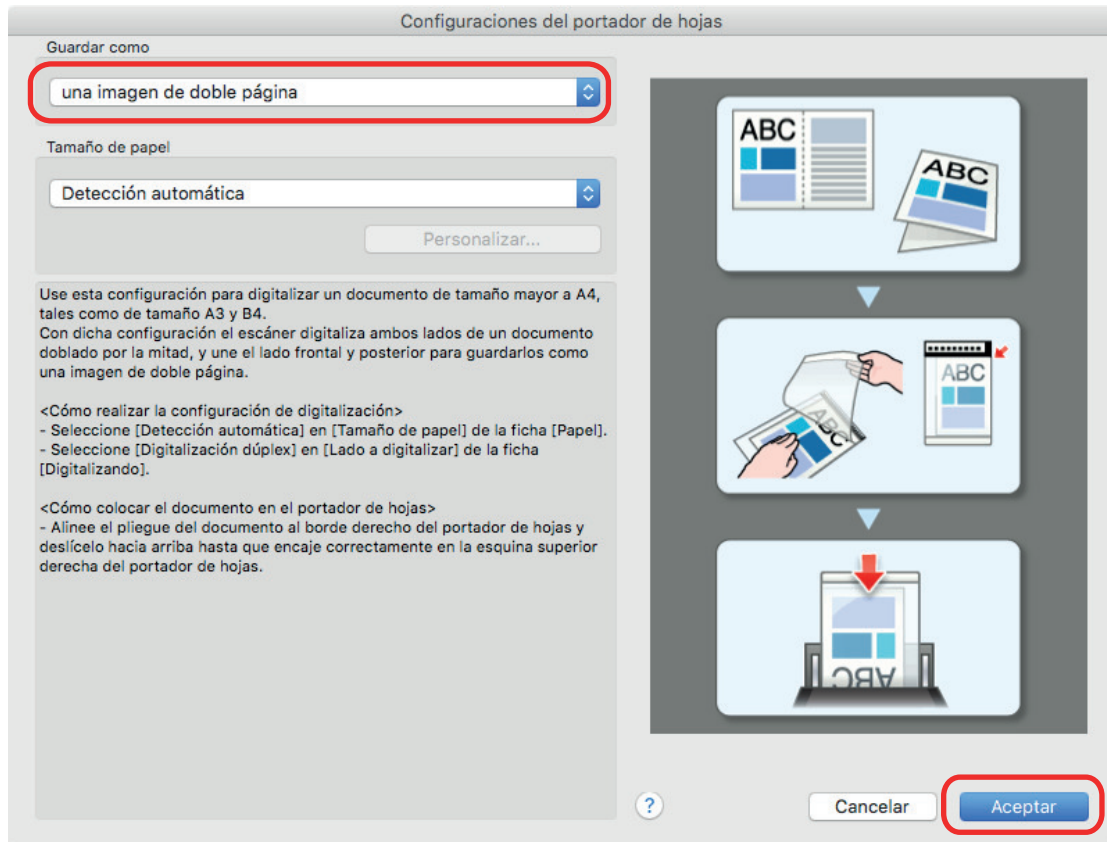 Configuraciones del portador de hojas
Guardar como
una imagen de doble página
Tamaño de papel
Detección automática
Personalizar...
Use esta configuración para digitalizar un documento de tamaño mayor a A4,
tales como de tamaño A3 y B4.
Con dicha configuración el escáner digitaliza ambos lados de un documento
doblado por la mitad, y une el lado frontal y posterior para guardarlos como
una imagen de doble página.
<Cómo realizar la configuración de digitalización>
- Seleccione [Detección automática] en [Tamaño de papel] de la ficha [Papel].
- Seleccione [Digitalización dúplex] en [Lado a digitalizar] de la ficha
[Digitalizando].
<Cómo colocar el documento en el portador de hojas>
- Alinee el pliegue del documento al borde derecho del portador de hojas y
deslícelo hacia arriba hasta que encaje correctamente en la esquina superior
derecha del portador de hojas.
ABC
ABC
ABC
ABC
ABC
?
Cancelar
Aceptar